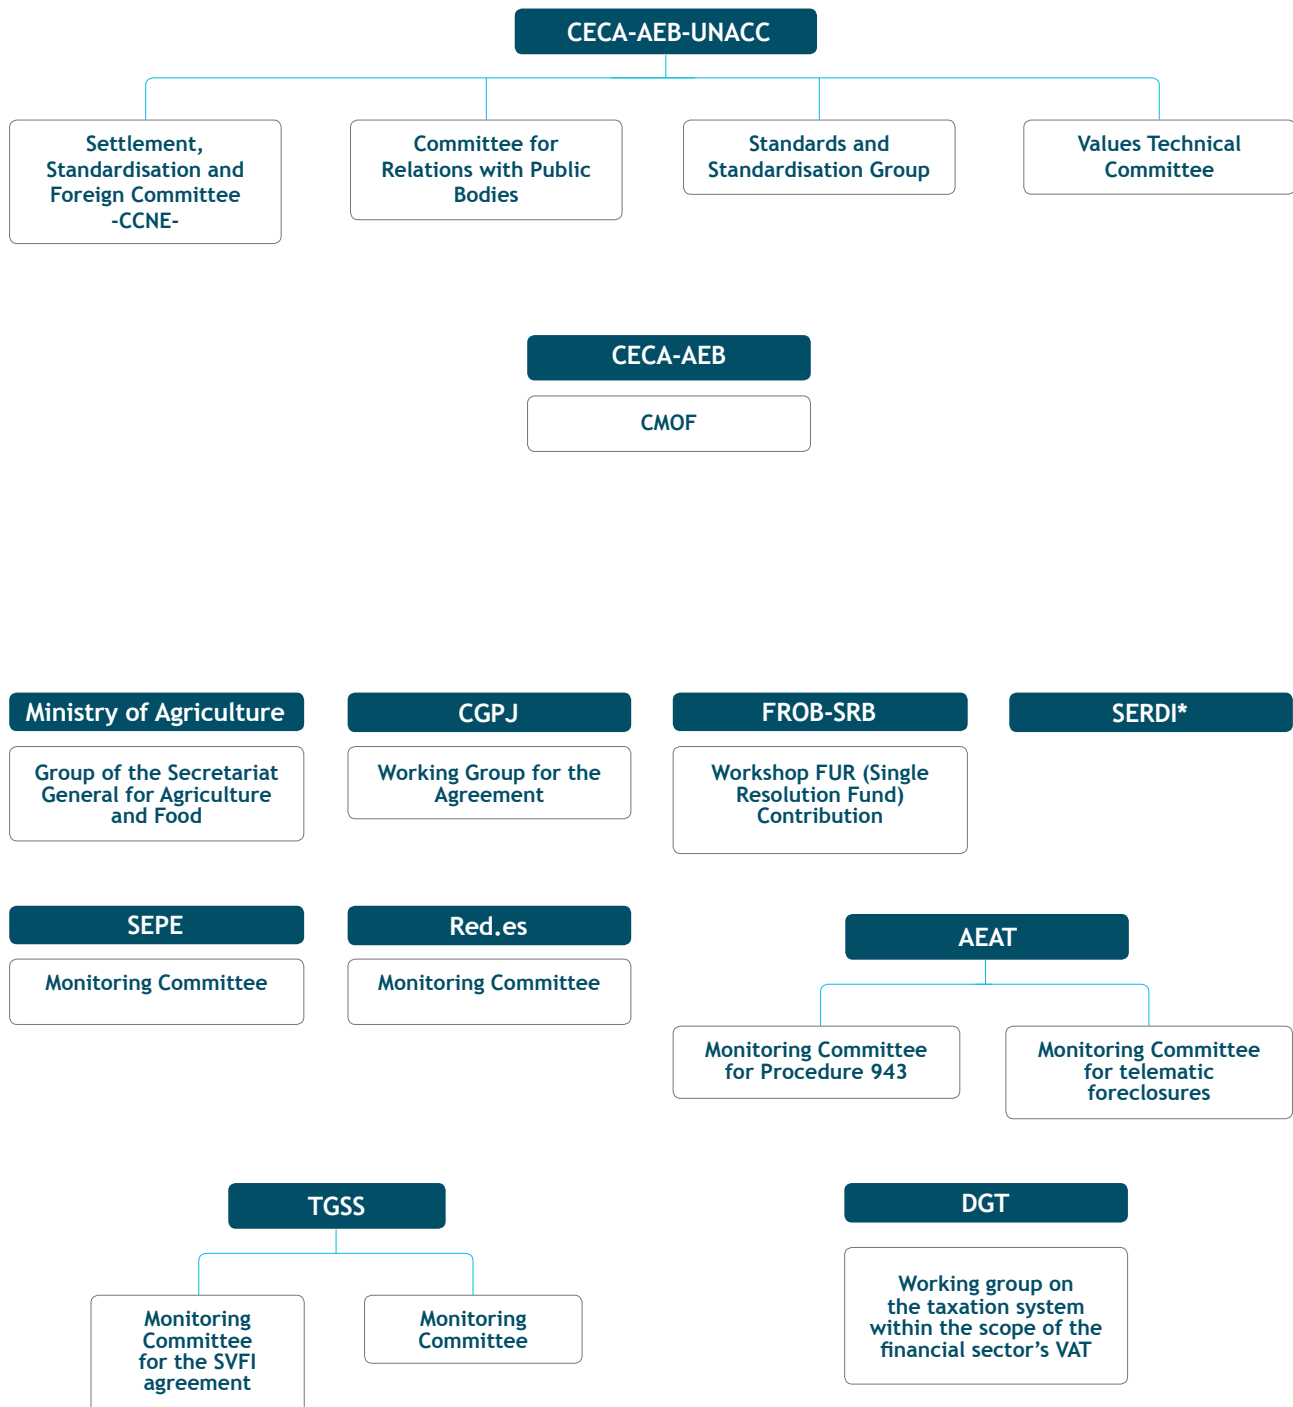 CECA-AEB-UNACC
Settlement,
Standardisation and
Foreign Committee
-CCNE-
Committee for
Relations with Public
Bodies
Standards and
Standardisation Group
Values Technical
Committee
CECA-AEB
CMOF
Ministry of Agriculture
Group of the Secretariat
General for Agriculture
and Food
CGPJ
Working Group for the
Agreement
FROB-SRB
Workshop FUR (Single
Resolution Fund)
Contribution
SERDI*
SEPE
Monitoring Committee
Red.es
Monitoring Committee
AEAT
Monitoring Committee
for Procedure 943
Monitoring Committee
for telematic
foreclosures
TGSS
Monitoring
Committee
for the SVFI
agreement
Monitoring
Committee
DGT
Working group on
the taxation system
within the scope of the
financial sector’s VAT